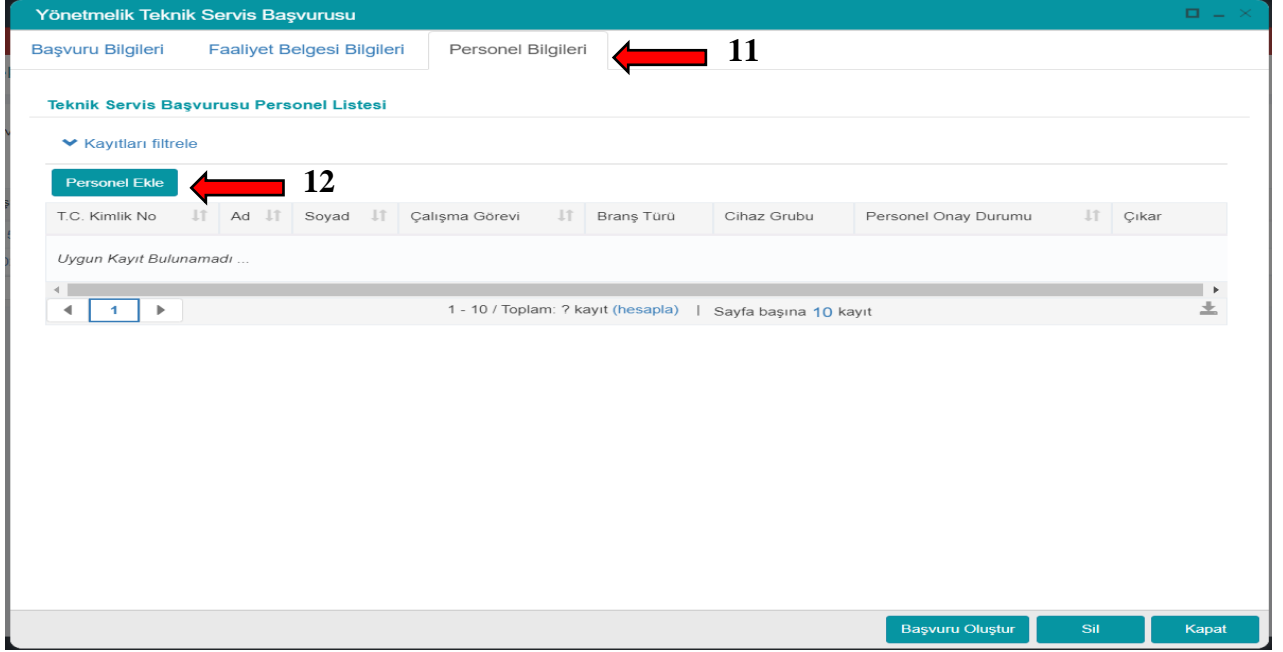 Yönetmelik Teknik Servis Başvurusu
Başvuru Bilgileri Faaliyet Belgesi Bilgileri Personel Bilgileri 11
Teknik Servis Başvurusu Personel Listesi
Kayıtları filtrele
Personel Ekle 12
T.C. Kimlik No Ad Soyad Çalışma Görevi Branş Türü Cihaz Grubu Personel Onay Durumu Çıkar
Uygun Kayıt Bulunamadı ...
1 1 - 10 / Toplam: ? kayıt (hesapla) | Sayfa başına 10 kayıt
Başvuru Oluştur Sil Kapat